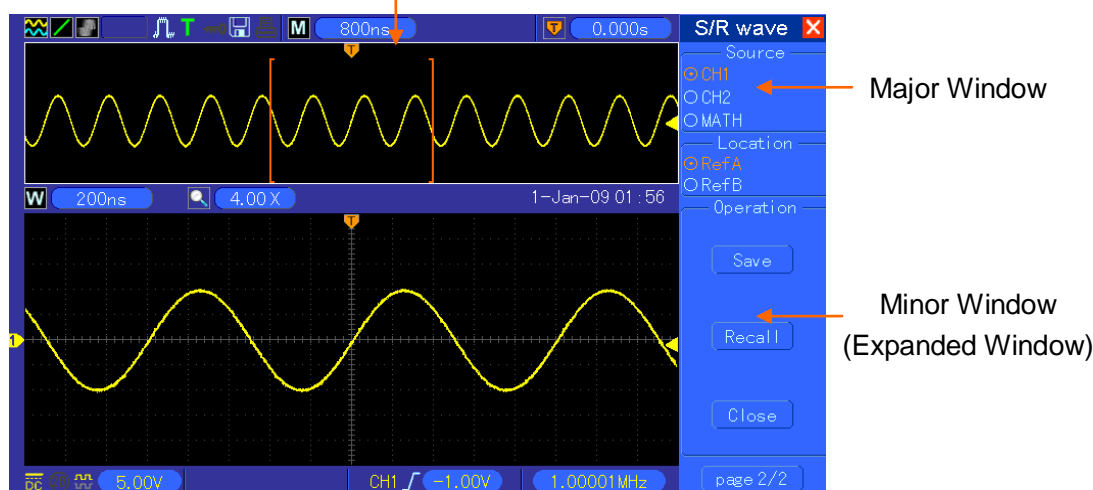 M 800ns T 0.000s S/R wave
T
T
Source
CH1
CH2
MATH
Major Window
Location
RefA
RefB
W 200ns 4.00X 1-Jan-09 01:56
Operation
T
Save
1
Recall
Minor Window
(Expanded Window)
Close
DC 5.00V CH1 -1.00V 1.00001MHz page 2/2